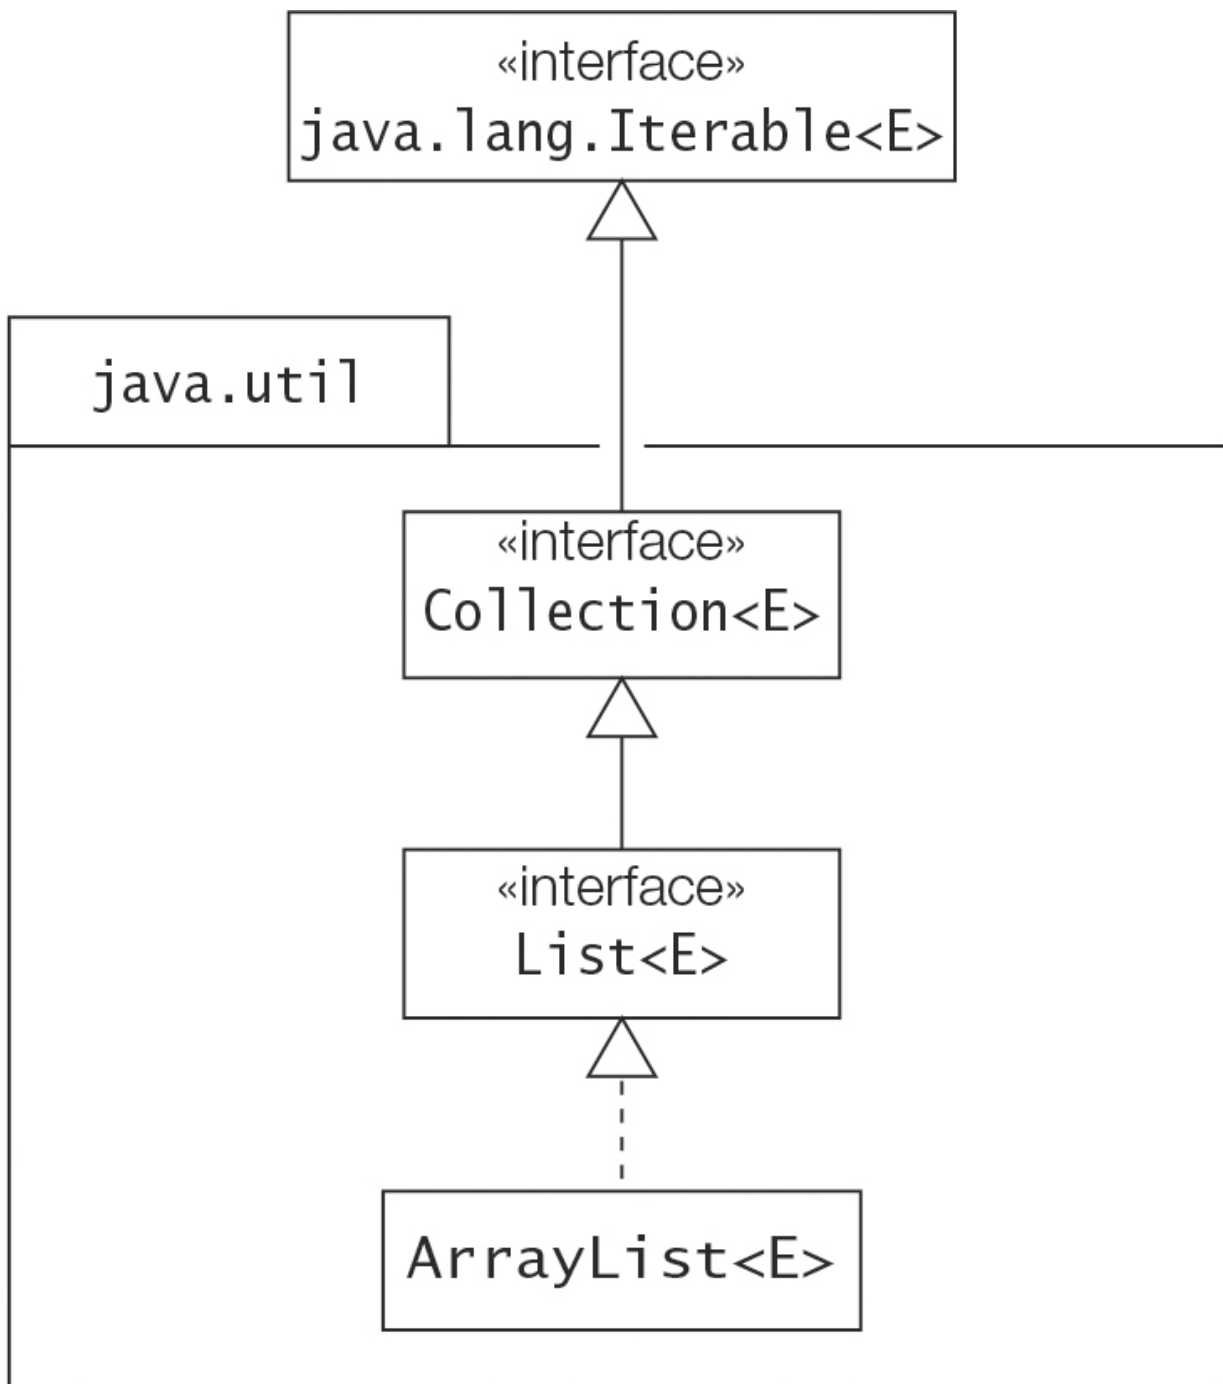 «interface»
java.lang.Iterable<E>
java.util
«interface»
Collection<E>
«interface»
List<E>
ArrayList<E>